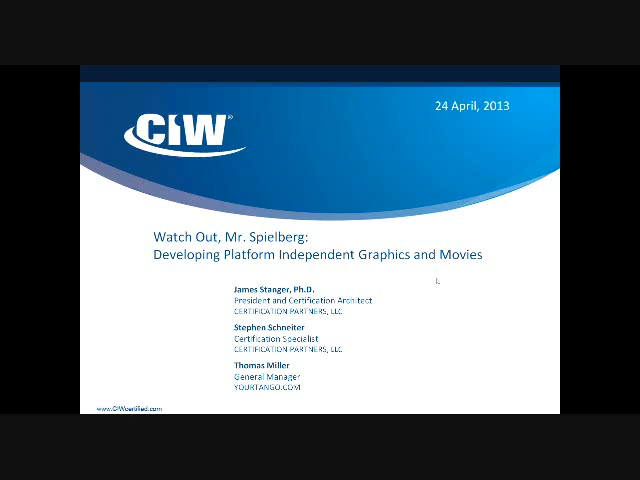 24 April, 2013
CIW®
Watch Out, Mr. Spielberg:
Developing Platform Independent Graphics and Movies
James Stanger, Ph.D.
President and Certification Architect
CERTIFICATION PARTNERS, LLC
Stephen Schneiter
Certification Specialist
CERTIFICATION PARTNERS, LLC
Thomas Miller
General Manager
YOURTANGO.COM
www.CIWcertified.com